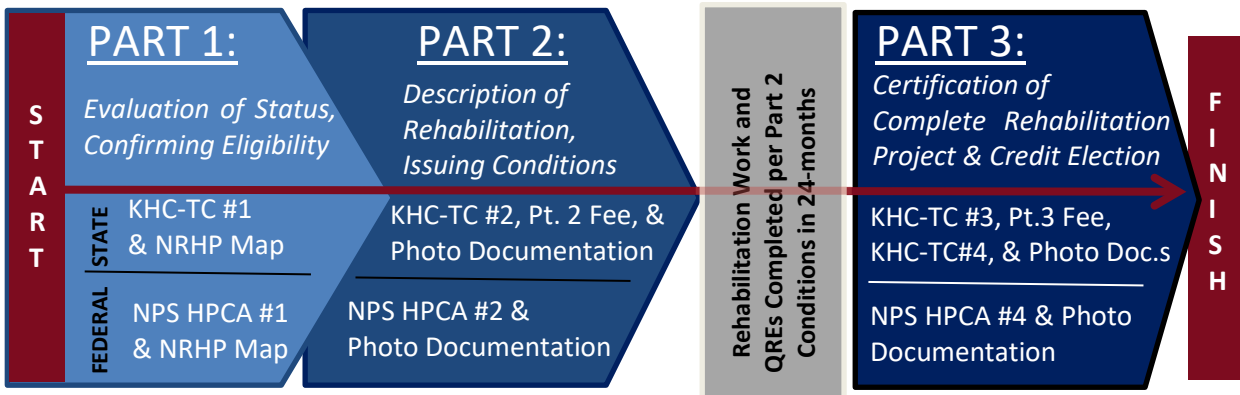 START
PART 1:
Evaluation of Status,
Confirming Eligibility
STATE
KHC-TC #1
& NRHP Map
FEDERAL
NPS HPCA #1
& NRHP Map
PART 2:
Description of
Rehabilitation,
Issuing Conditions
KHC-TC #2, Pt. 2 Fee, &
Photo Documentation
NPS HPCA #2 &
Photo Documentation
Rehabilitation Work and
QREs Completed per Part 2
Conditions in 24-months
PART 3:
Certification of
Complete Rehabilitation
Project & Credit Election
KHC-TC #3, Pt.3 Fee,
KHC-TC#4, & Photo Doc.s
NPS HPCA #4 & Photo
Documentation
FINISH